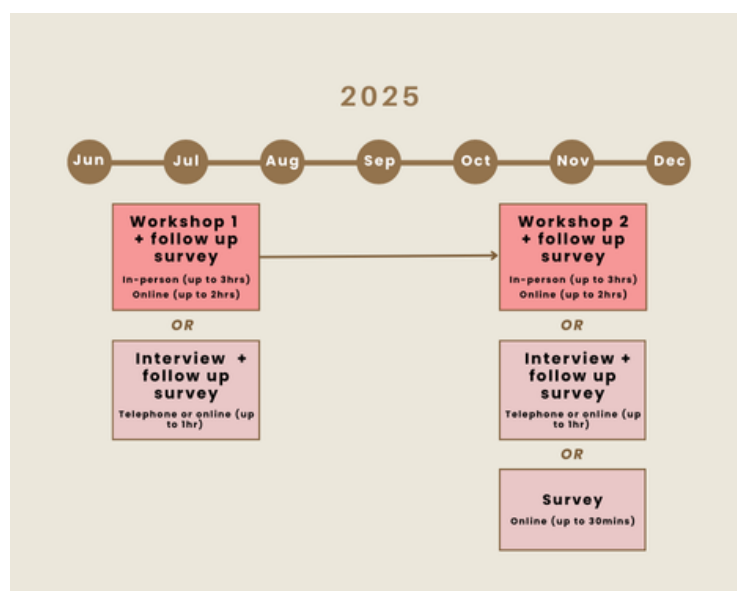 2025
Jun Jul Aug Sep Oct Nov Dec
Workshop 1
+ follow up
survey
In-person (up to 3hrs)
Online (up to 2hrs)
OR
Interview +
follow up
survey
Telephone or online (up
to 1hr)
Workshop 2
+ follow up
survey
In-person (up to 3hrs)
Online (up to 2hrs)
OR
Interview +
follow up
survey
Telephone or online (up
to 1hr)
OR
Survey
Online (up to 30mins)